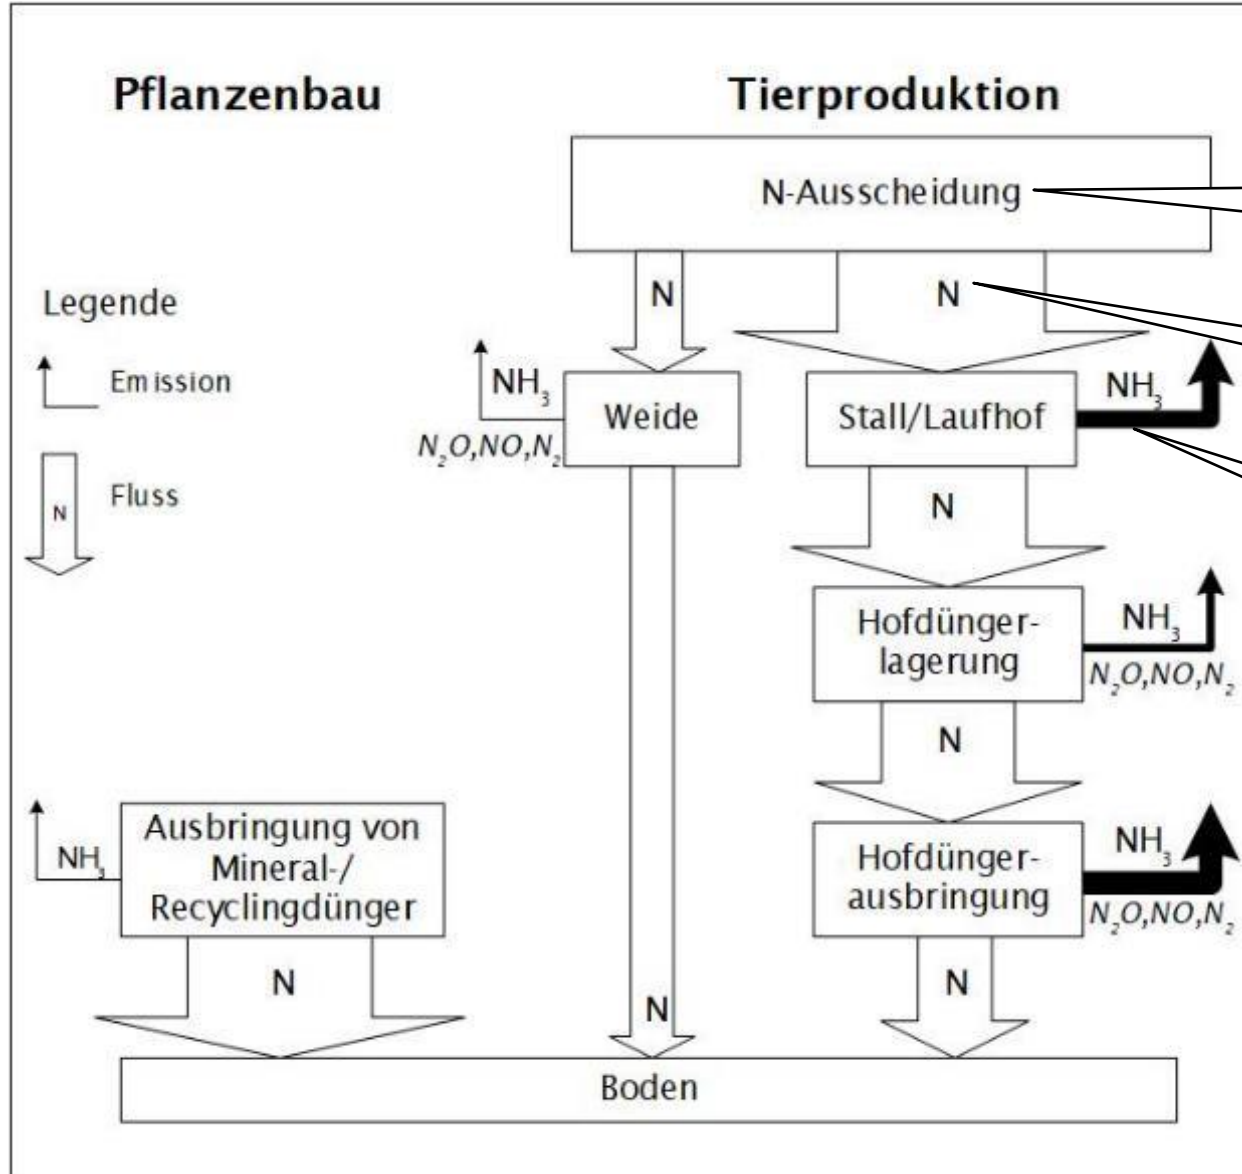 Pflanzenbau
Tierproduktion
N-Ausscheidung
N
N
Legende
Emission
N
Fluss
NH₃
N₂O,NO,N₂
Weide
Stall/Laufhof
NH₃
N
Hofdünger-
lagerung
NH₃
N₂O,NO,N₂
N
Ausbringung von
Mineral-/
Recyclingdünger
NH₃
Hofdünger-
ausbringung
NH₃
N₂O,NO,N₂
N
N
N
Boden